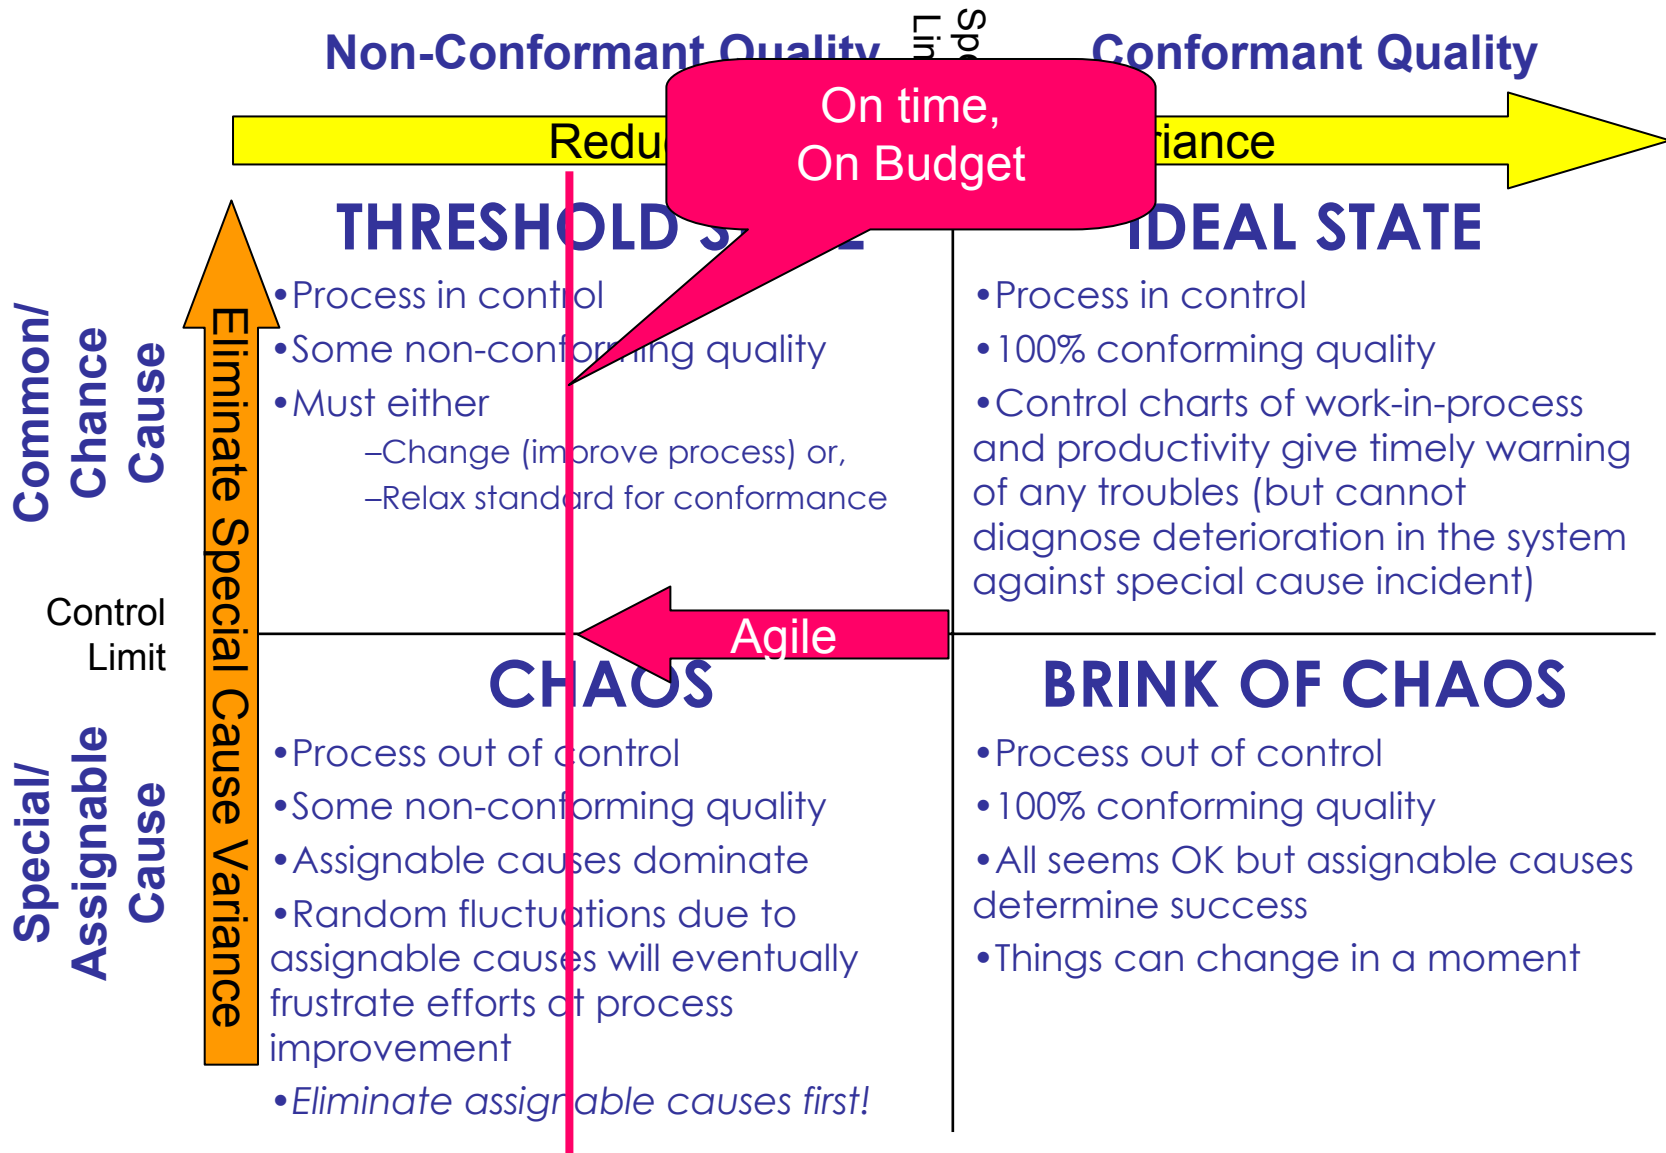 Non-Conformant Quality
Conformant Quality
On time,
On Budget
THRESHOLD
•Process in control
•Some non-conforming quality
•Must either
–Change (improve process) or,
–Relax standard for conformance
IDEAL STATE
•Process in control
•100% conforming quality
•Control charts of work-in-process
and productivity give timely warning
of any troubles (but cannot
diagnose deterioration in the system
against special cause incident)
Common/
Chance
Cause
Eliminate Special Cause Variance
Control
Limit
Agile
CHAOS
•Process out of control
•Some non-conforming quality
•Assignable causes dominate
•Random fluctuations due to
assignable causes will eventually
frustrate efforts at process
improvement
•Eliminate assignable causes first!
BRINK OF CHAOS
•Process out of control
•100% conforming quality
•All seems OK but assignable causes
determine success
•Things can change in a moment
Special/
Assignable
Cause